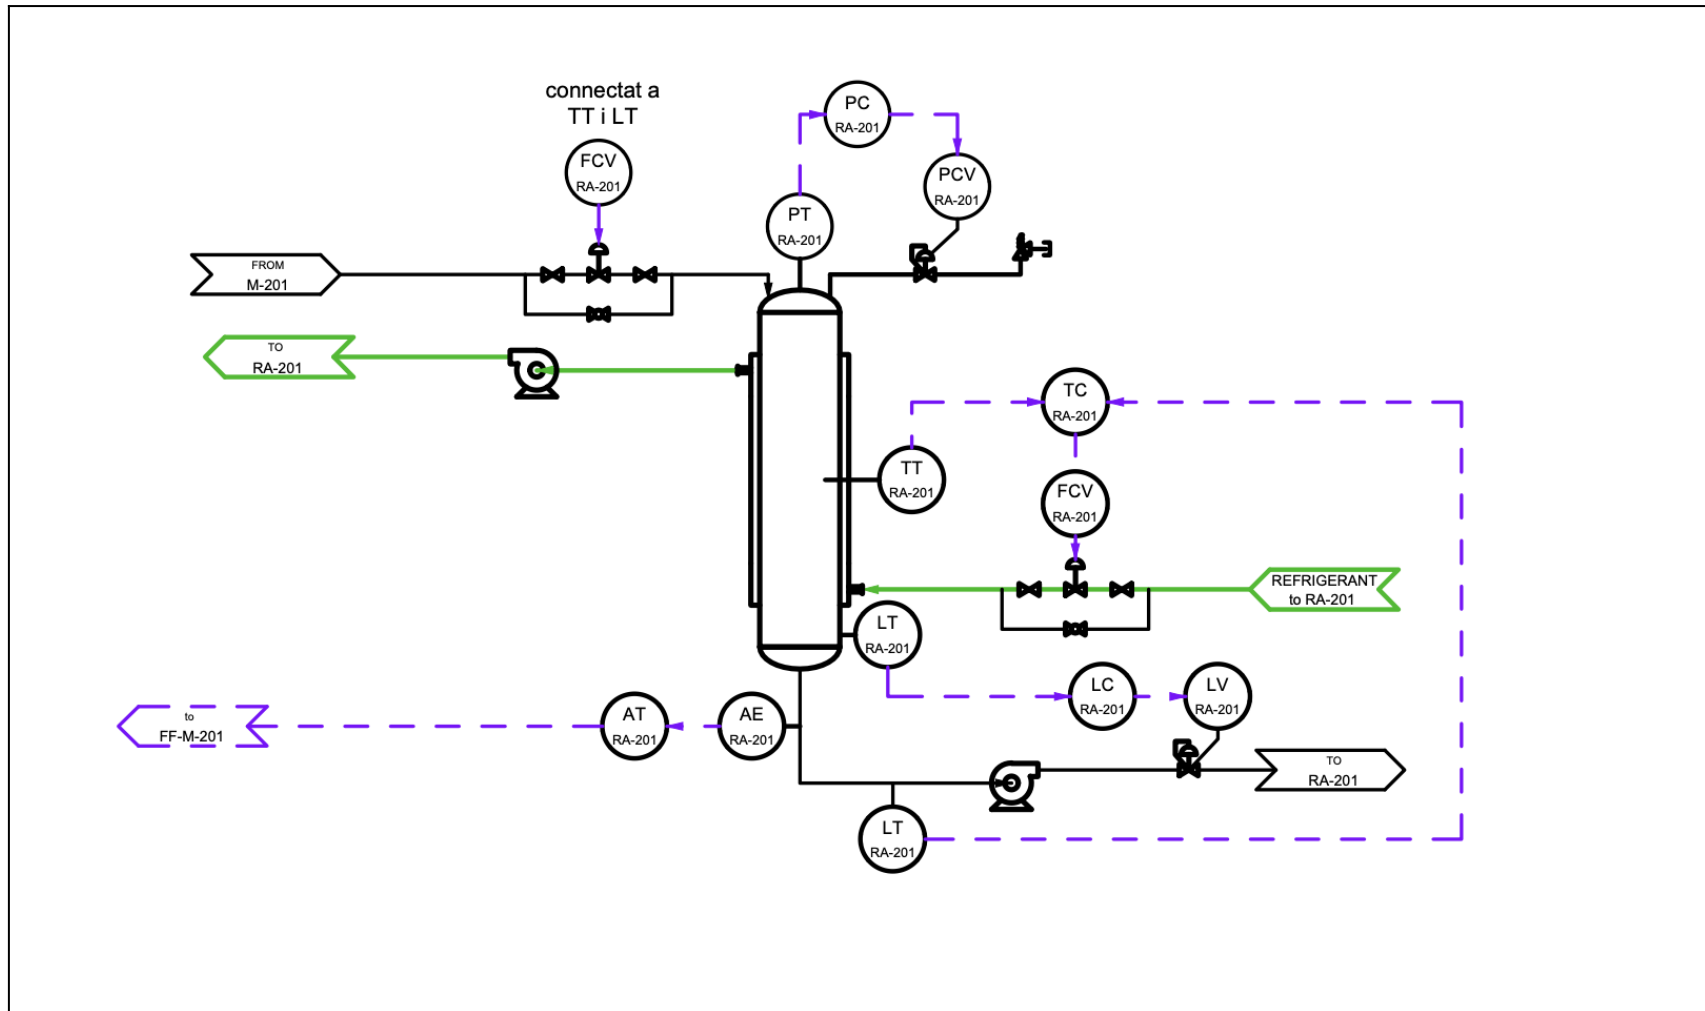 connectat a
TT i LT
FCV
RA-201
PC
RA-201
PCV
RA-201
PT
RA-201
FROM
M-201
TO
RA-201
TC
RA-201
TT
RA-201
FCV
RA-201
REFRIGERANT
to RA-201
LT
RA-201
LC
RA-201
LV
RA-201
to
FF-M-201
AT
RA-201
AE
RA-201
TO
RA-201
LT
RA-201